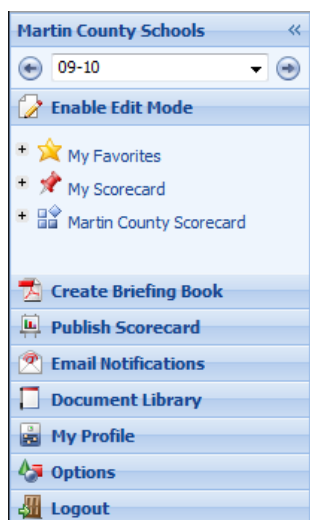 Martin County Schools «
09-10
Enable Edit Mode
My Favorites
My Scorecard
Martin County Scorecard
Create Briefing Book
Publish Scorecard
Email Notifications
Document Library
My Profile
Options
Logout